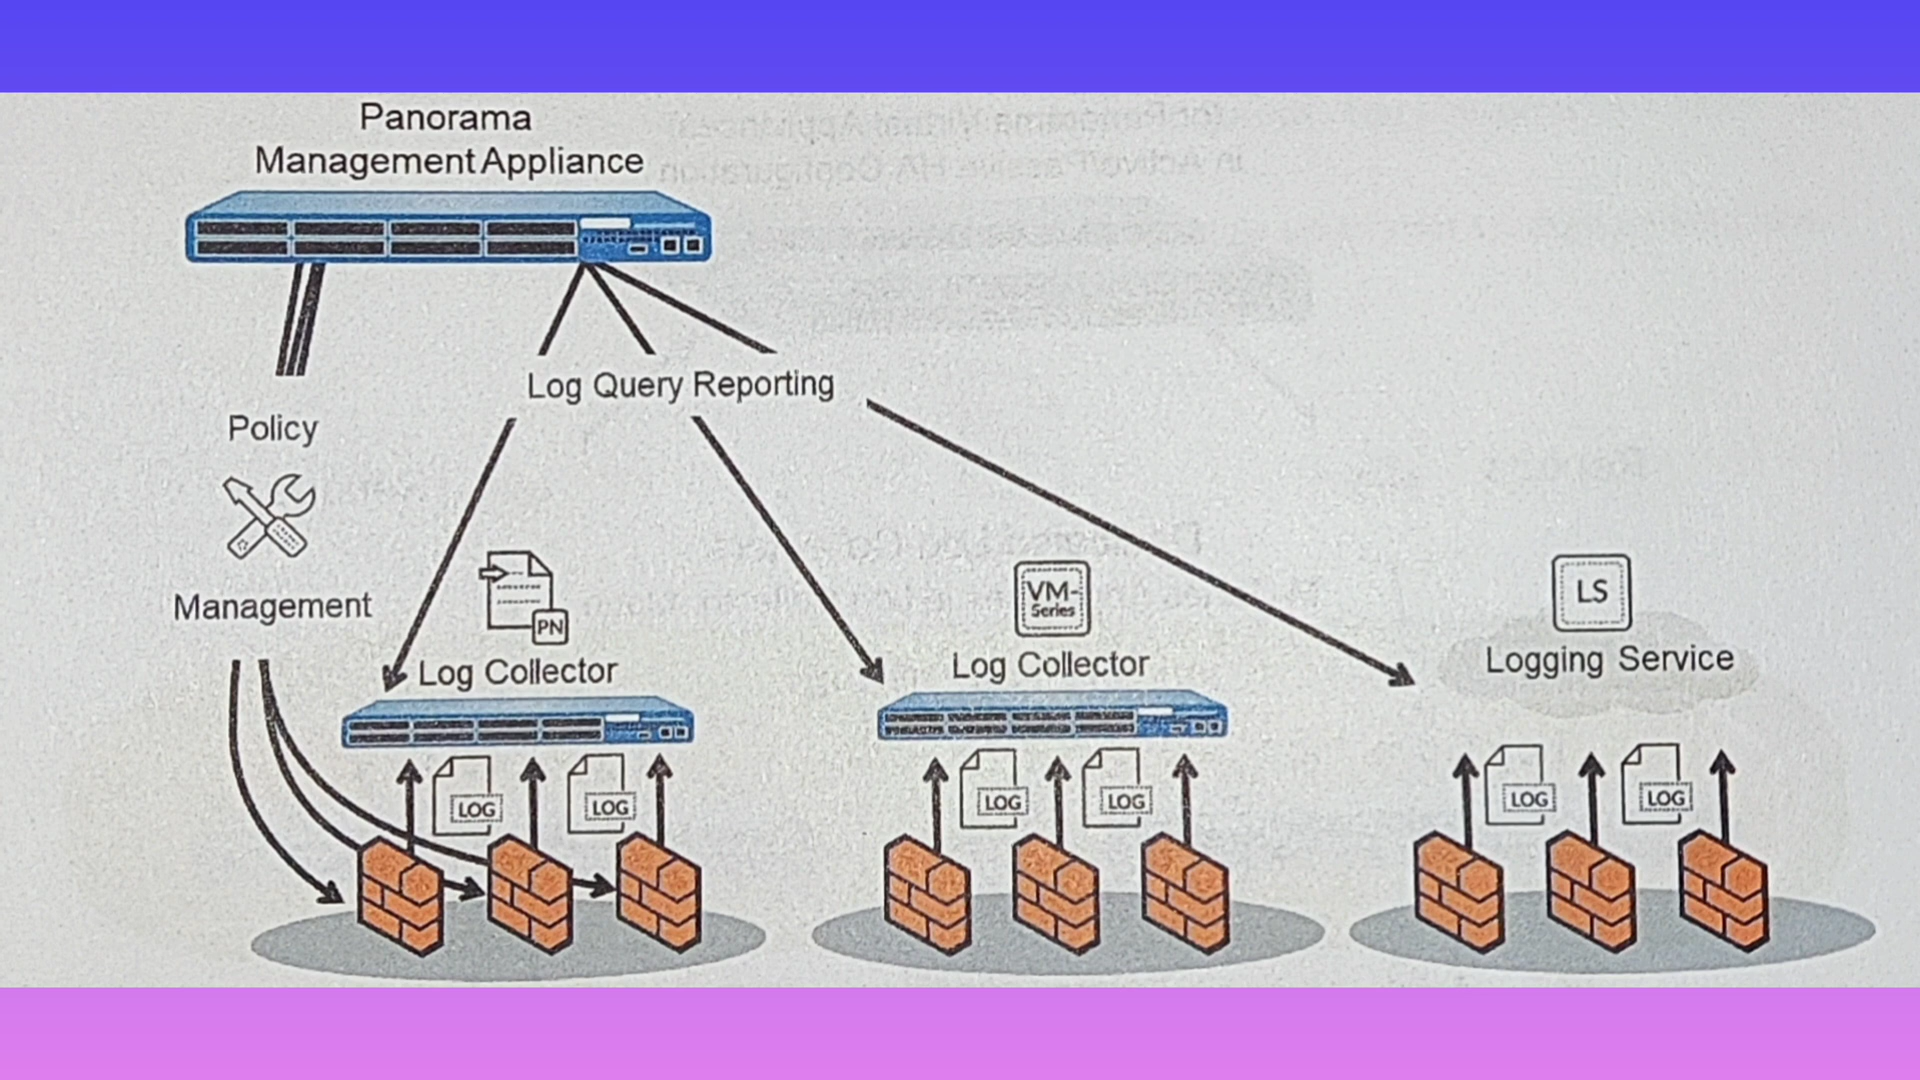 Panorama
Management Appliance
Log Query Reporting
Policy
Management
PN
Log Collector
VM-
Series
Log Collector
LS
Logging Service
LOG
LOG
LOG
LOG
LOG
LOG